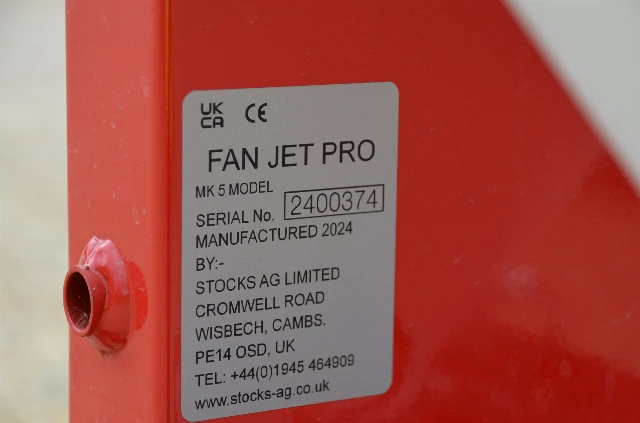 UK CA CE
FAN JET PRO
MK 5 MODEL
SERIAL No. 2400374
MANUFACTURED 2024
BY:-
STOCKS AG LIMITED
CROMWELL ROAD
WISBECH, CAMBS.
PE14 OSD, UK
TEL: +44(0)1945 464909
www.stocks-ag.co.uk